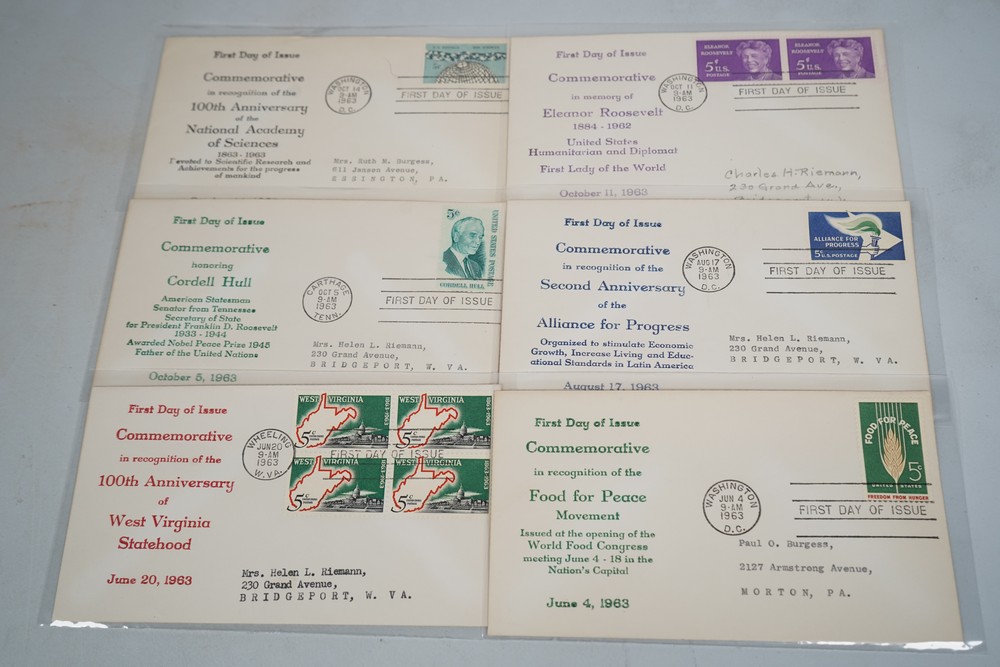 First Day of Issue
Commemorative
in recognition of the
100th Anniversary
of the
National Academy
of Sciences
1863 - 1963
Devoted to Scientific Research and
Achievements for the progress
of mankind
WASHINGTON
OCT 14
9-AM
1963
D.C.
FIRST DAY OF ISSUE
Mrs. Ruth M. Burgess,
611 Jansen Avenue,
ESSINGTON, PA.
First Day of Issue
Commemorative
in memory of
Eleanor Roosevelt
1884 - 1962
United States
Humanitarian and Diplomat
First Lady of the World
October 11, 1963
ELEANOR
ROOSEVELT
5¢ U.S.
POSTAGE
ELEANOR
ROOSEVELT
5¢ U.S.
POSTAGE
WASHINGTON
OCT 11
9-AM
1963
D.C.
FIRST DAY OF ISSUE
Charles H. Riemann,
230 Grand Ave.,
First Day of Issue
Commemorative
honoring
Cordell Hull
American Statesman
Senator from Tennessee
Secretary of State
for President Franklin D. Roosevelt
1933 - 1944
Awarded Nobel Peace Prize 1945
Father of the United Nations
October 5, 1963
5¢
UNITED STATES POSTAGE
CORDELL HULL
CARTHAGE
OCT 5
9-AM
1963
TENN.
FIRST DAY OF ISSUE
Mrs. Helen L. Riemann,
230 Grand Avenue,
BRIDGEPORT, W. VA.
First Day of Issue
Commemorative
in recognition of the
Second Anniversary
of the
Alliance for Progress
Organized to stimulate Economic
Growth, Increase Living and Educ-
ational Standards in Latin America
August 17, 1963
ALLIANCE FOR
PROGRESS
5¢ U.S. POSTAGE
WASHINGTON
AUG 17
9-AM
1963
D.C.
FIRST DAY OF ISSUE
Mrs. Helen L. Riemann,
230 Grand Avenue,
BRIDGEPORT, W. VA.
First Day of Issue
Commemorative
in recognition of the
100th Anniversary
of
West Virginia
Statehood
June 20, 1963
WEST VIRGINIA
1863-1963
5¢
WEST VIRGINIA
1863-1963
5¢
WEST VIRGINIA
5¢
WEST VIRGINIA
5¢
WHEELING
JUN 20
9-AM
1963
W. VA.
FIRST DAY OF ISSUE
Mrs. Helen L. Riemann,
230 Grand Avenue,
BRIDGEPORT, W. VA.
First Day of Issue
Commemorative
in recognition of the
Food for Peace
Movement
Issued at the opening of the
World Food Congress
meeting June 4 - 18 in the
Nation's Capital
June 4, 1963
FOOD FOR PEACE
5¢
UNITED STATES
FREEDOM FROM HUNGER
WASHINGTON
JUN 4
9-AM
1963
D.C.
FIRST DAY OF ISSUE
Paul O. Burgess,
2127 Armstrong Avenue,
MORTON, PA.